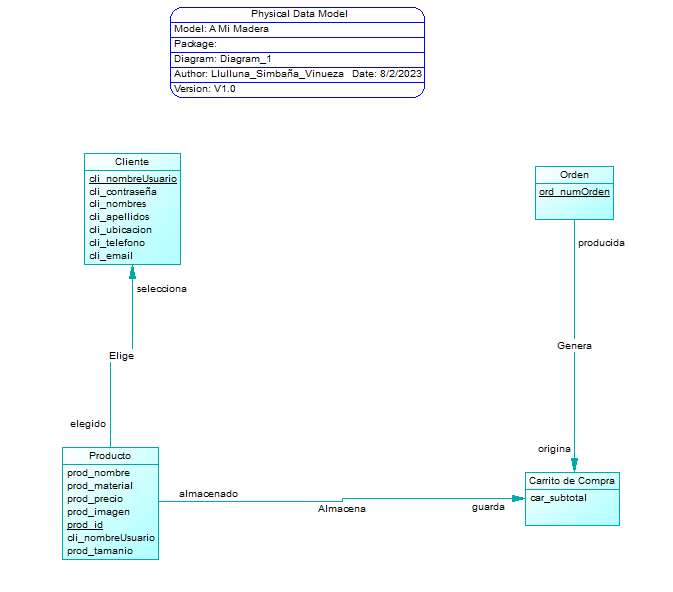 Physical Data Model
Model: A Mi Madera
Package:
Diagram: Diagram_1
Author: Llulluna_Simbaña_Vinueza Date: 8/2/2023
Version: V1.0
Cliente
cli_nombreUsuario
cli_contraseña
cli_nombres
cli_apellidos
cli_ubicacion
cli_telefono
cli_email
Orden
ord_numOrden
producida
selecciona
Genera
Elige
elegido
origina
Producto
prod_nombre
prod_material
prod_precio
prod_imagen
prod_id
cli_nombreUsuario
prod_tamanio
almacenado
Almacena
guarda
Carrito de Compra
car_subtotal